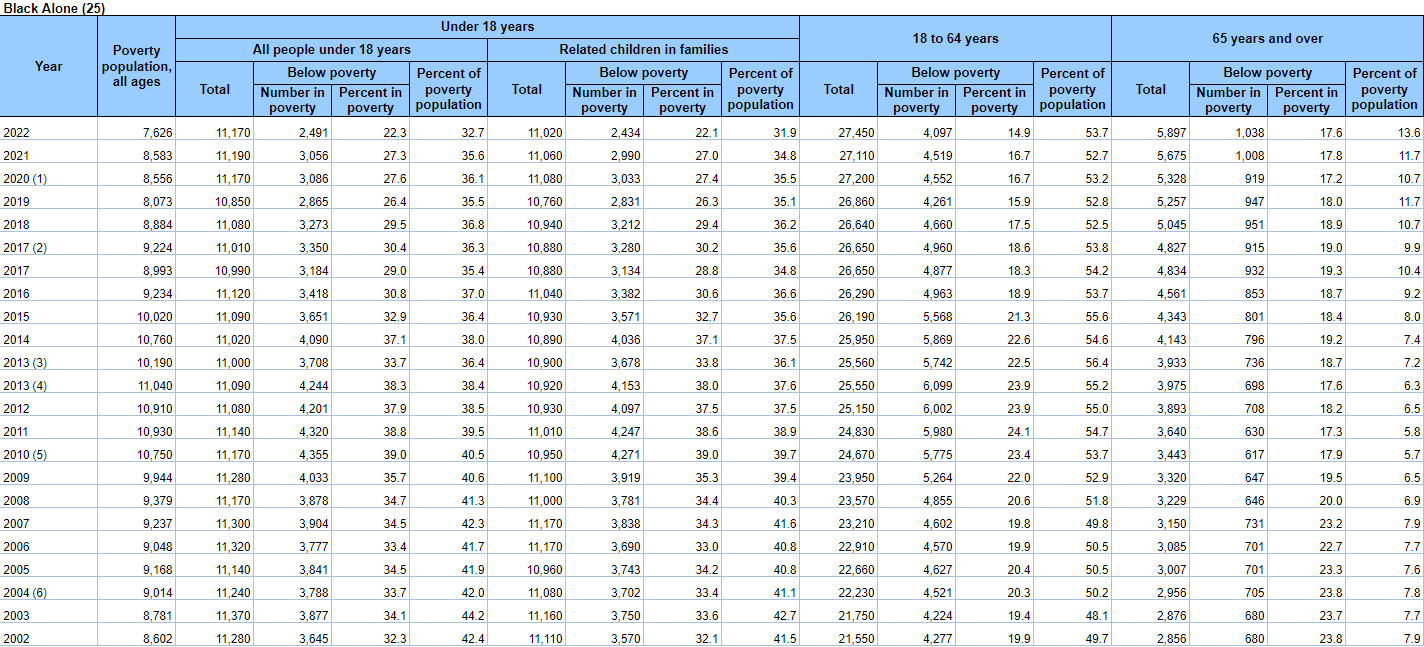 Black Alone (25)
Year Poverty population, all ages Under 18 years 18 to 64 years 65 years and over
All people under 18 years Related children in families
Total Below poverty Percent of poverty population Total Below poverty Percent of poverty population Total Below poverty Percent of poverty population Total Below poverty Percent of poverty population
Number in poverty Percent in poverty Number in poverty Percent in poverty Number in poverty Percent in poverty Number in poverty Percent in poverty
2022 7,626 11,170 2,491 22.3 32.7 11,020 2,434 22.1 31.9 27,450 4,097 14.9 53.7 5,897 1,038 17.6 13.6
2021 8,583 11,190 3,056 27.3 35.6 11,060 2,990 27.0 34.8 27,110 4,519 16.7 52.7 5,675 1,008 17.8 11.7
2020 (1) 8,556 11,170 3,086 27.6 36.1 11,080 3,033 27.4 35.5 27,200 4,552 16.7 53.2 5,328 919 17.2 10.7
2019 8,073 10,850 2,865 26.4 35.5 10,760 2,831 26.3 35.1 26,860 4,261 15.9 52.8 5,257 947 18.0 11.7
2018 8,884 11,080 3,273 29.5 36.8 10,940 3,212 29.4 36.2 26,640 4,660 17.5 52.5 5,045 951 18.9 10.7
2017 (2) 9,224 11,010 3,350 30.4 36.3 10,880 3,280 30.2 35.6 26,650 4,960 18.6 53.8 4,827 915 19.0 9.9
2017 8,993 10,990 3,184 29.0 35.4 10,880 3,134 28.8 34.8 26,650 4,877 18.3 54.2 4,834 932 19.3 10.4
2016 9,234 11,120 3,418 30.8 37.0 11,040 3,382 30.6 36.6 26,290 4,963 18.9 53.7 4,561 853 18.7 9.2
2015 10,020 11,090 3,651 32.9 36.4 10,930 3,571 32.7 35.6 26,190 5,568 21.3 55.6 4,343 801 18.4 8.0
2014 10,760 11,020 4,090 37.1 38.0 10,890 4,036 37.1 37.5 25,950 5,869 22.6 54.6 4,143 796 19.2 7.4
2013 (3) 10,190 11,000 3,708 33.7 36.4 10,900 3,678 33.8 36.1 25,560 5,742 22.5 56.4 3,933 736 18.7 7.2
2013 (4) 11,040 11,090 4,244 38.3 38.4 10,920 4,153 38.0 37.6 25,550 6,099 23.9 55.2 3,975 698 17.6 6.3
2012 10,910 11,080 4,201 37.9 38.5 10,930 4,097 37.5 37.5 25,150 6,002 23.9 55.0 3,893 708 18.2 6.5
2011 10,930 11,140 4,320 38.8 39.5 11,010 4,247 38.6 38.9 24,830 5,980 24.1 54.7 3,640 630 17.3 5.8
2010 (5) 10,750 11,170 4,355 39.0 40.5 10,950 4,271 39.0 39.7 24,670 5,775 23.4 53.7 3,443 617 17.9 5.7
2009 9,944 11,280 4,033 35.7 40.6 11,100 3,919 35.3 39.4 23,950 5,264 22.0 52.9 3,320 647 19.5 6.5
2008 9,379 11,170 3,878 34.7 41.3 11,000 3,781 34.4 40.3 23,570 4,855 20.6 51.8 3,229 646 20.0 6.9
2007 9,237 11,300 3,904 34.5 42.3 11,170 3,838 34.3 41.6 23,210 4,602 19.8 49.8 3,150 731 23.2 7.9
2006 9,048 11,320 3,777 33.4 41.7 11,170 3,690 33.0 40.8 22,910 4,570 19.9 50.5 3,085 701 22.7 7.7
2005 9,168 11,140 3,841 34.5 41.9 10,960 3,743 34.2 40.8 22,660 4,627 20.4 50.5 3,007 701 23.3 7.6
2004 (6) 9,014 11,240 3,788 33.7 42.0 11,080 3,702 33.4 41.1 22,230 4,521 20.3 50.2 2,956 705 23.8 7.8
2003 8,781 11,370 3,877 34.1 44.2 11,160 3,750 33.6 42.7 21,750 4,224 19.4 48.1 2,876 680 23.7 7.7
2002 8,602 11,280 3,645 32.3 42.4 11,110 3,570 32.1 41.5 21,550 4,277 19.9 49.7 2,856 680 23.8 7.9